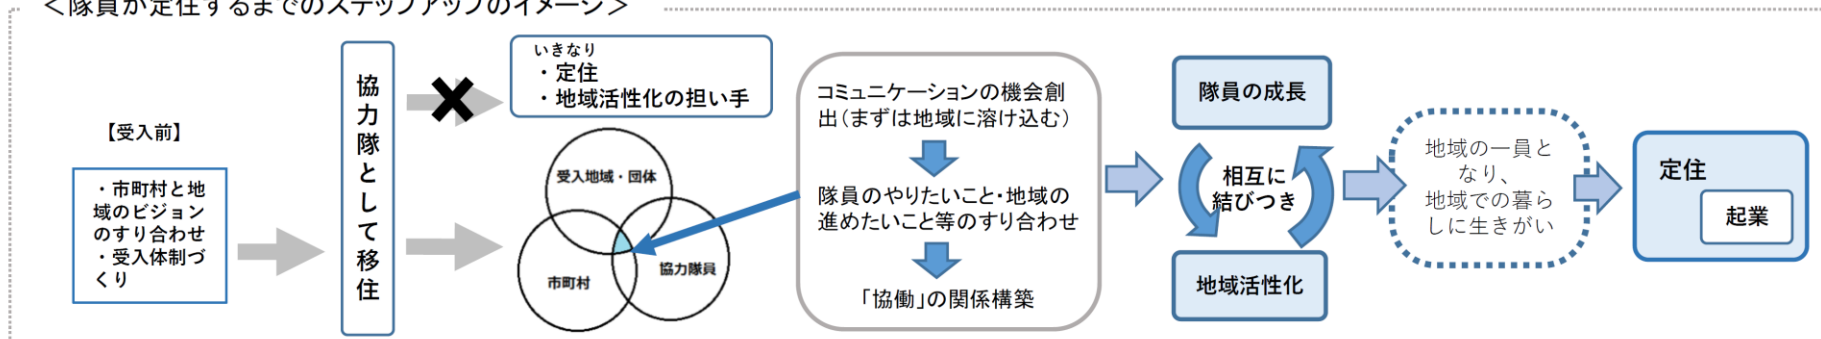 ＜隊員が定住するまでのステップアップのイメージ＞
【受入前】
・市町村と地
域のビジョン
のすり合わせ
・受入体制づ
くり
協力隊として移住
いきなり
・定住
・地域活性化の担い手
受入地域・団体
市町村
協力隊員
コミュニケーションの機会創
出（まずは地域に溶け込む）
隊員のやりたいこと・地域の
進めたいこと等のすり合わせ
「協働」の関係構築
隊員の成長
相互に
結びつき
地域活性化
地域の一員と
なり、
地域での暮ら
しに生きがい
定住
起業